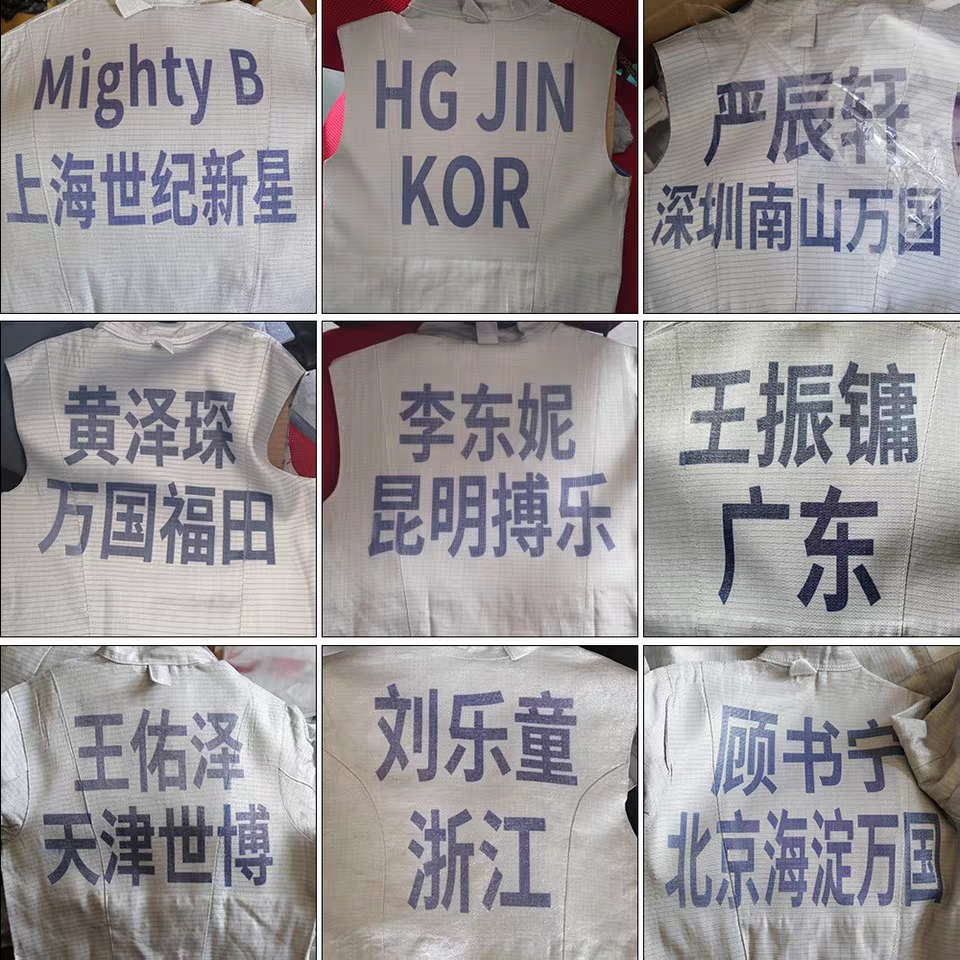 Mighty B
上海世纪新星
HG JIN
KOR
严辰轩
深圳南山万国
黄泽琛
万国福田
李东妮
昆明搏乐
王振镛
广东
王佑泽
天津世博
刘乐童
浙江
顾书宁
北京海淀万国